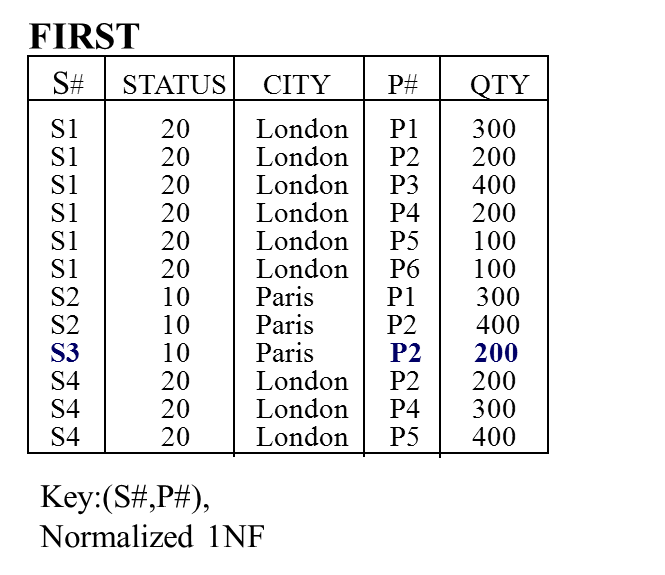 FIRST
S# STATUS CITY P# QTY
S1 20 London P1 300
S1 20 London P2 200
S1 20 London P3 400
S1 20 London P4 200
S1 20 London P5 100
S1 20 London P6 100
S2 10 Paris P1 300
S2 10 Paris P2 400
S3 10 Paris P2 200
S4 20 London P2 200
S4 20 London P4 300
S4 20 London P5 400
Key:(S#,P#),
Normalized 1NF